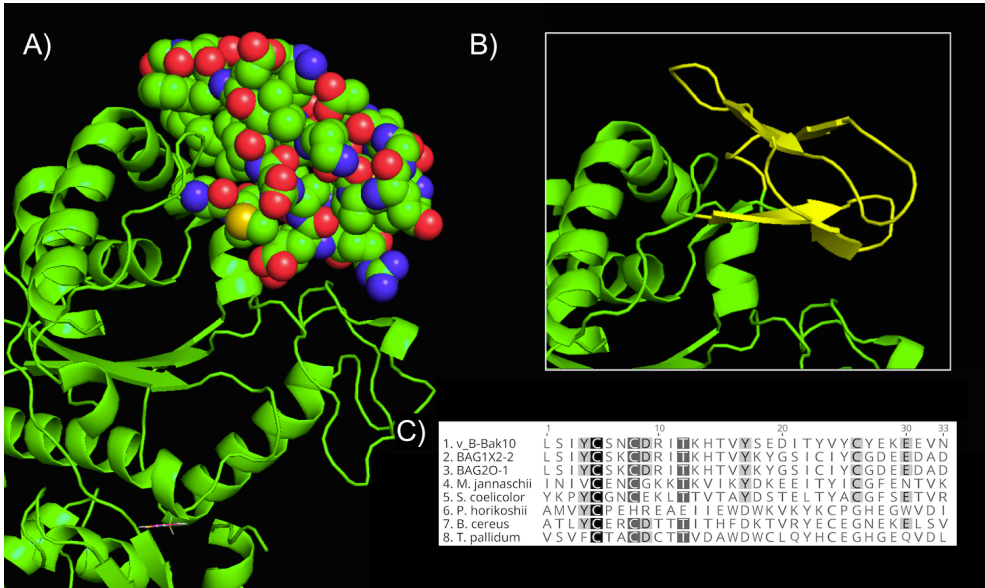 A)
B)
C)
1 10 20 30 33
1. v_B-Bak10 L S I Y C S N C D R I T K H T V Y S E D I T Y V Y C Y E K E E V N
2. BAG1X2-2 L S I Y C S K C D R I T K H T V Y K Y G S I C I Y C G D E E D A D
3. BAG2O-1 L S I Y C S K C D R I T K H T V Y K Y G S I C I Y C G D E E D A D
4. M. jannaschii I N I V C E N C G N K T K K T V Y D K E E I T Y I C G F E N T K V
5. S. coelicolor Y K P Y C G N C E K L T T V T A Y D S T E L T Y A C G F S E T V R
6. P. horikoshii A M V Y C P E H R E A E I I E W D W K V K Y K C P G H E G W V D I
7. B. cereus A T L Y C E R C D T T T I T H F D K T V R Y E C E G N E K E L S V
8. T. pallidum V S V F C T A C D C T T V D A W D W C L Q Y H C E G H G E Q V D L